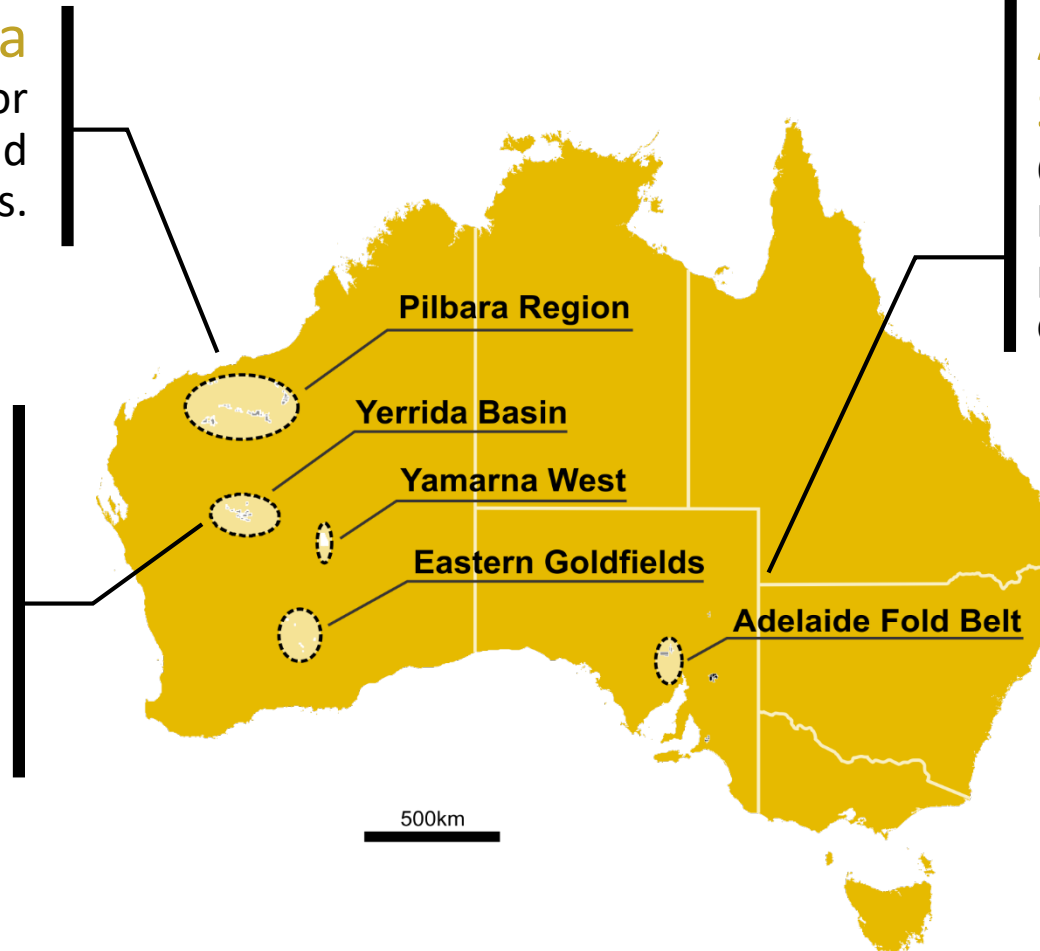 a
or
d
s.
Pilbara Region
Yerrida Basin
Yamarna West
Eastern Goldfields
Adelaide Fold Belt
500km